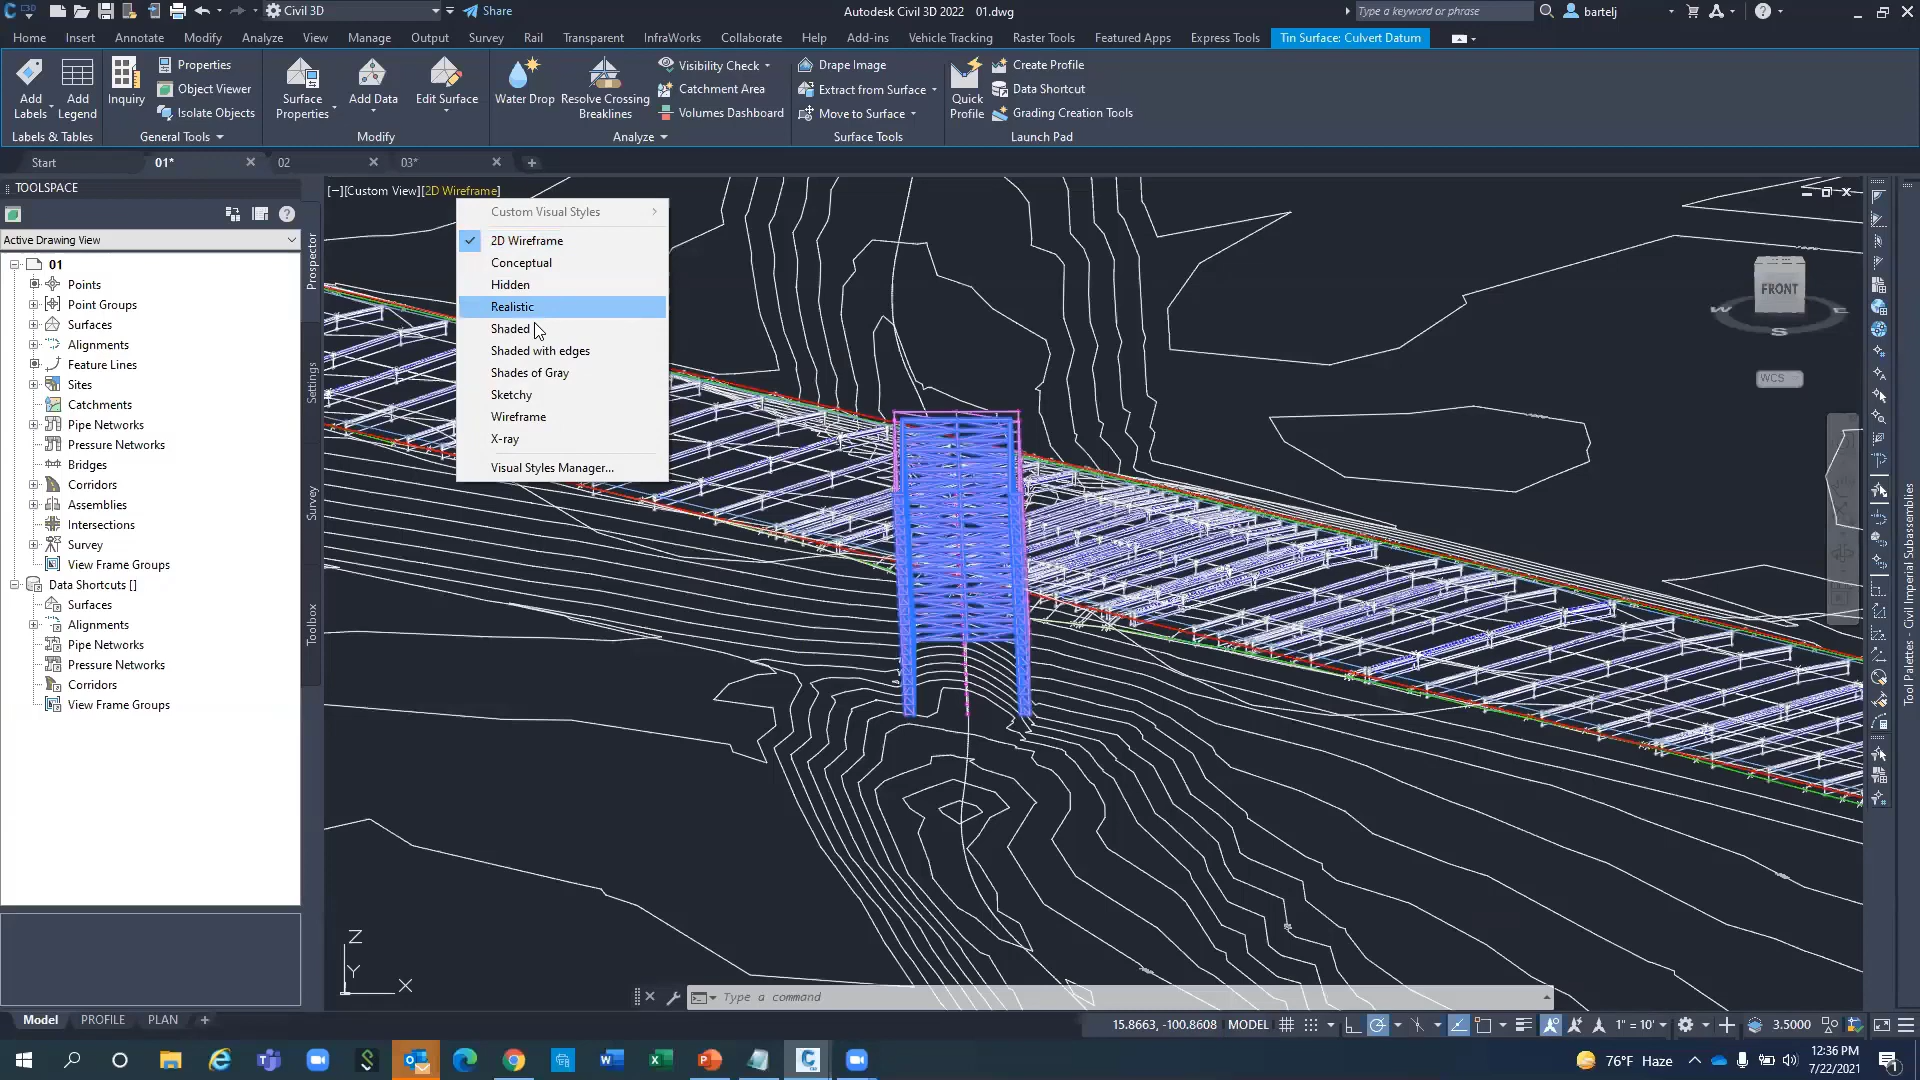 Civil 3D
Share
Autodesk Civil 3D 2022 01.dwg
Type a keyword or phrase
bartelj
Home Insert Annotate Modify Analyze View Manage Output Survey Rail Transparent InfraWorks Collaborate Help Add-ins Vehicle Tracking Raster Tools Featured Apps Express Tools Tin Surface: Culvert Datum
Add Labels
Add Legend
Labels & Tables
Inquiry
Properties
Object Viewer
Isolate Objects
General Tools
Surface Properties
Add Data
Edit Surface
Modify
Water Drop
Resolve Crossing Breaklines
Visibility Check
Catchment Area
Volumes Dashboard
Analyze
Drape Image
Extract from Surface
Move to Surface
Surface Tools
Quick Profile
Create Profile
Data Shortcut
Grading Creation Tools
Launch Pad
Start 01* 02 03*
TOOLSPACE
Active Drawing View
01
Points
Point Groups
Surfaces
Alignments
Feature Lines
Sites
Catchments
Pipe Networks
Pressure Networks
Bridges
Corridors
Assemblies
Intersections
Survey
View Frame Groups
Data Shortcuts []
Surfaces
Alignments
Pipe Networks
Pressure Networks
Corridors
View Frame Groups
Prospector
Settings
Survey
Toolbox
[−][Custom View][2D Wireframe]
Custom Visual Styles
2D Wireframe
Conceptual
Hidden
Realistic
Shaded
Shaded with edges
Shades of Gray
Sketchy
Wireframe
X-ray
Visual Styles Manager...
FRONT
W
S
E
WCS
Tool Palettes - Civil Imperial Subassemblies
Z
Y
X
Type a command
Model PROFILE PLAN
15.8663, -100.8608 MODEL
1" = 10'
3.5000
76°F Haze
12:36 PM
7/22/2021
1